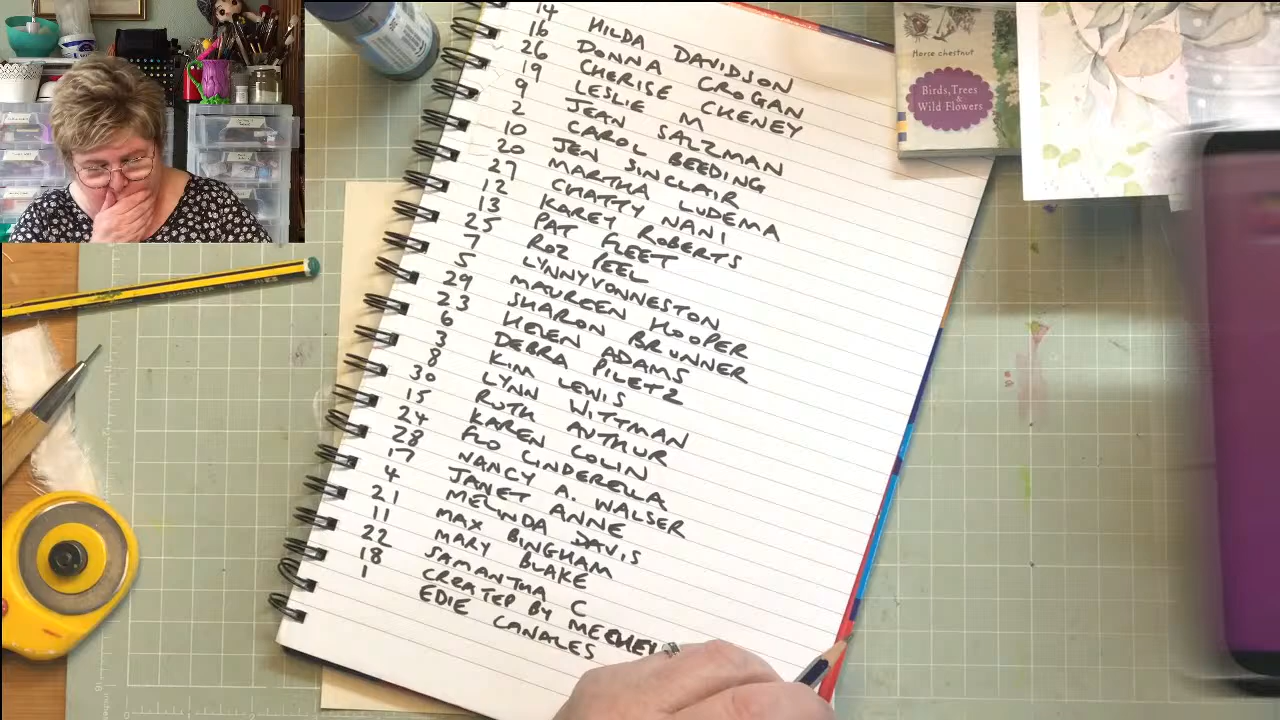 14 HILDA DAVIDSON
16 DONNA CROGAN
26 CHERISE CKENEY
19 LESLIE M
9 JEAN SALZMAN
2 CAROL BEEDING
10 JEN SINCLAIR
20 MARTHA LUDEMA
27 CHATTY NANI
12 KAREY ROBERTS
13 PAT FLEET
25 ROZ PEEL
7 LYNNYVONNESTON
5 MAUREEN HOOPER
29 SHARON BRUNNER
23 HELEN ADAMS
6 DEBRA PILETZ
3 KIM LEWIS
8 LYNN WITTMAN
30 RUTH AUTHUR
15 KAREN COLIN
24 FLO CINDERELLA
28 NANCY A. WALSER
17 JANET ANNE
4 MELINDA DAVIS
21 MAX BINGHAM
11 MARY BLAKE
22 SAMANTHA C
18 CREATED BY
1 EDIE CANALES
Horse chestnut
Birds, Trees
&
Wild Flowers